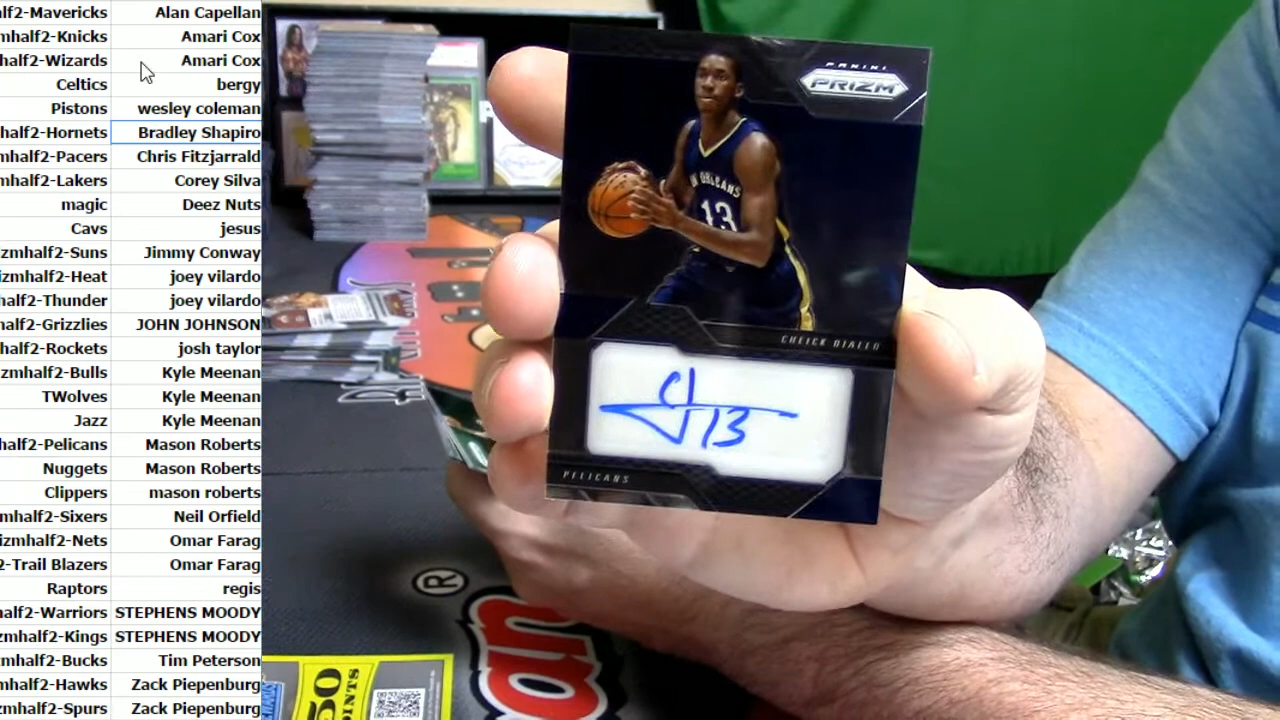 alf2-Mavericks Alan Capellan
mhalf2-Knicks Amari Cox
half2-Wizards Amari Cox
Celtics bergy
Pistons wesley coleman
half2-Hornets Bradley Shapiro
mhalf2-Pacers Chris Fitzjarrald
mhalf2-Lakers Corey Silva
magic Deez Nuts
Cavs jesus
zmhalf2-Suns Jimmy Conway
izmhalf2-Heat joey vilardo
half2-Thunder joey vilardo
half2-Grizzlies JOHN JOHNSON
half2-Rockets josh taylor
zmhalf2-Bulls Kyle Meenan
TWolves Kyle Meenan
Jazz Kyle Meenan
half2-Pelicans Mason Roberts
Nuggets Mason Roberts
Clippers mason roberts
mhalf2-Sixers Neil Orfield
izmhalf2-Nets Omar Farag
2-Trail Blazers Omar Farag
Raptors regis
half2-Warriors STEPHENS MOODY
zmhalf2-Kings STEPHENS MOODY
zmhalf2-Bucks Tim Peterson
mhalf2-Hawks Zack Piepenburg
mhalf2-Spurs Zack Piepenburg
PANINI
PRIZM
NEW ORLEANS
13
CHEICK DIALLO
13
PELICANS
®
an
50
POINTS